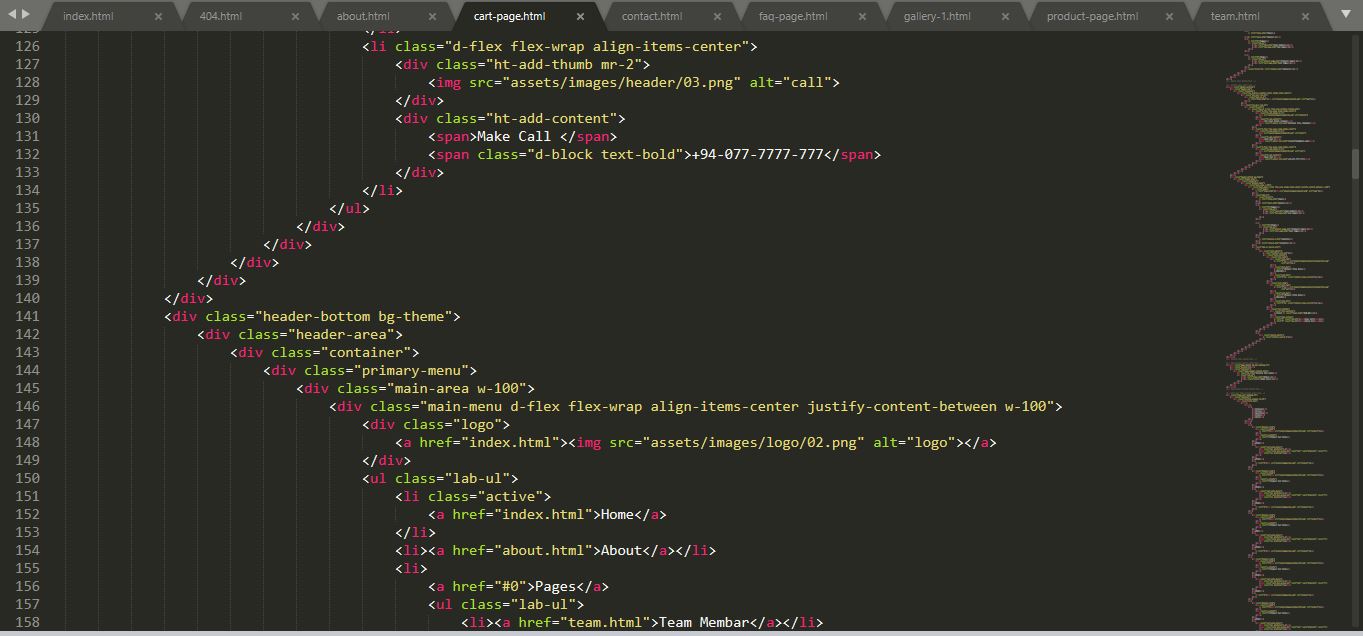 index.html × 404.html × about.html × cart-page.html × contact.html × faq-page.html × gallery-1.html × product-page.html × team.html ×
125 </li>
126 <li class="d-flex flex-wrap align-items-center">
127 <div class="ht-add-thumb mr-2">
128 <img src="assets/images/header/03.png" alt="call">
129 </div>
130 <div class="ht-add-content">
131 <span>Make Call </span>
132 <span class="d-block text-bold">+94-077-7777-777</span>
133 </div>
134 </li>
135 </ul>
136 </div>
137 </div>
138 </div>
139 </div>
140 </div>
141 <div class="header-bottom bg-theme">
142 <div class="header-area">
143 <div class="container">
144 <div class="primary-menu">
145 <div class="main-area w-100">
146 <div class="main-menu d-flex flex-wrap align-items-center justify-content-between w-100">
147 <div class="logo">
148 <a href="index.html"><img src="assets/images/logo/02.png" alt="logo"></a>
149 </div>
150 <ul class="lab-ul">
151 <li class="active">
152 <a href="index.html">Home</a>
153 </li>
154 <li><a href="about.html">About</a></li>
155 <li>
156 <a href="#0">Pages</a>
157 <ul class="lab-ul">
158 <li><a href="team.html">Team Membar</a></li>